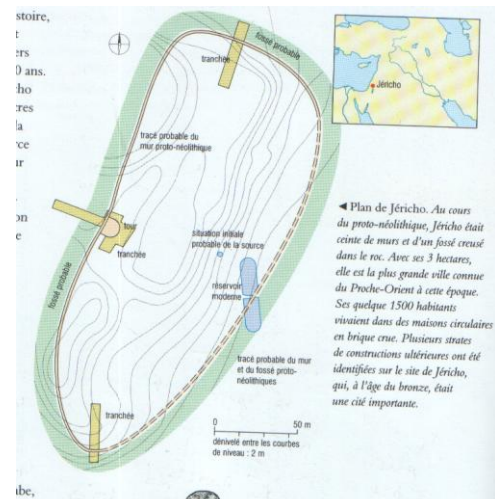 stoire,
t
ers
0 ans.
cho
tres
la
rce
ur
on
e
fossé probable
tranchée
Jéricho
tracé probable du
mur proto-néolithique
tour
tranchée
situation initiale
probable de la source
fossé probable
réservoir
moderne
tracé probable du mur
et du fossé proto-
néolithiques
tranchée
0 50 m
dénivelé entre les courbes
de niveau : 2 m
◄ Plan de Jéricho. Au cours
du proto-néolithique, Jéricho était
ceinte de murs et d'un fossé creusé
dans le roc. Avec ses 3 hectares,
elle est la plus grande ville connue
du Proche-Orient à cette époque.
Ses quelque 1500 habitants
vivaient dans des maisons circulaires
en brique crue. Plusieurs strates
de constructions ultérieures ont été
identifiées sur le site de Jéricho,
qui, à l'âge du bronze, était
une cité importante.
abe,